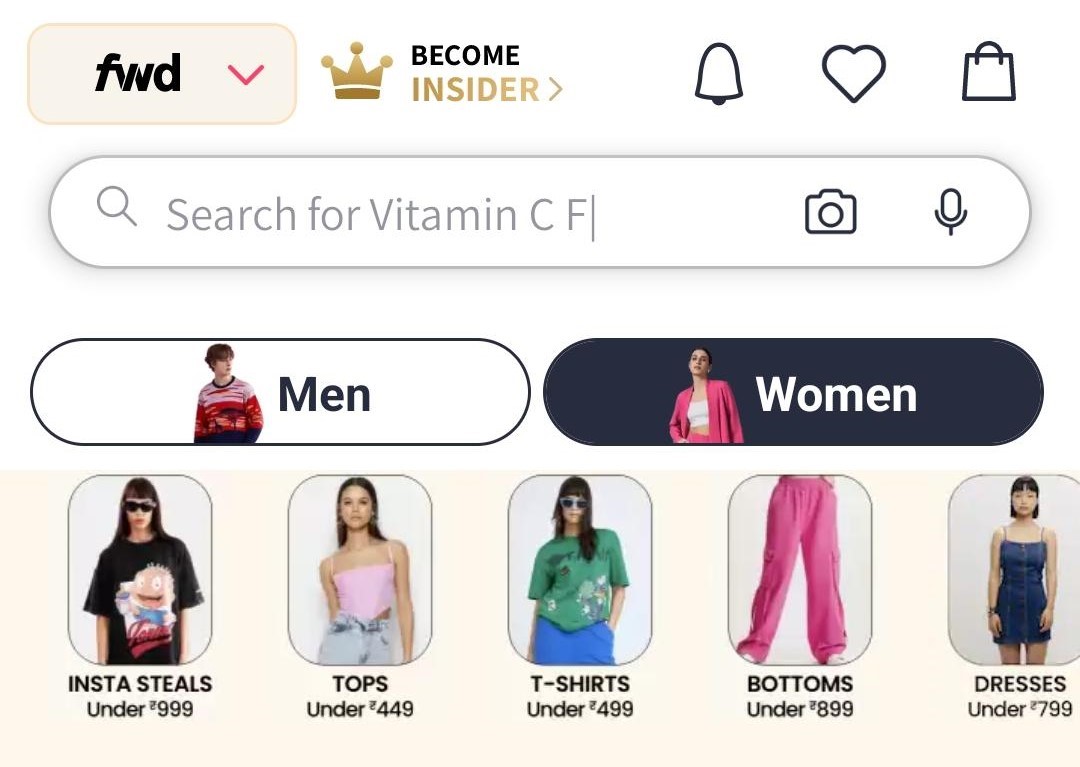 fwd
BECOME
INSIDER
Search for Vitamin C F
Men
Women
INSTA STEALS
Under ₹999
TOPS
Under ₹449
T-SHIRTS
Under ₹499
BOTTOMS
Under ₹899
DRESSES
Under ₹799